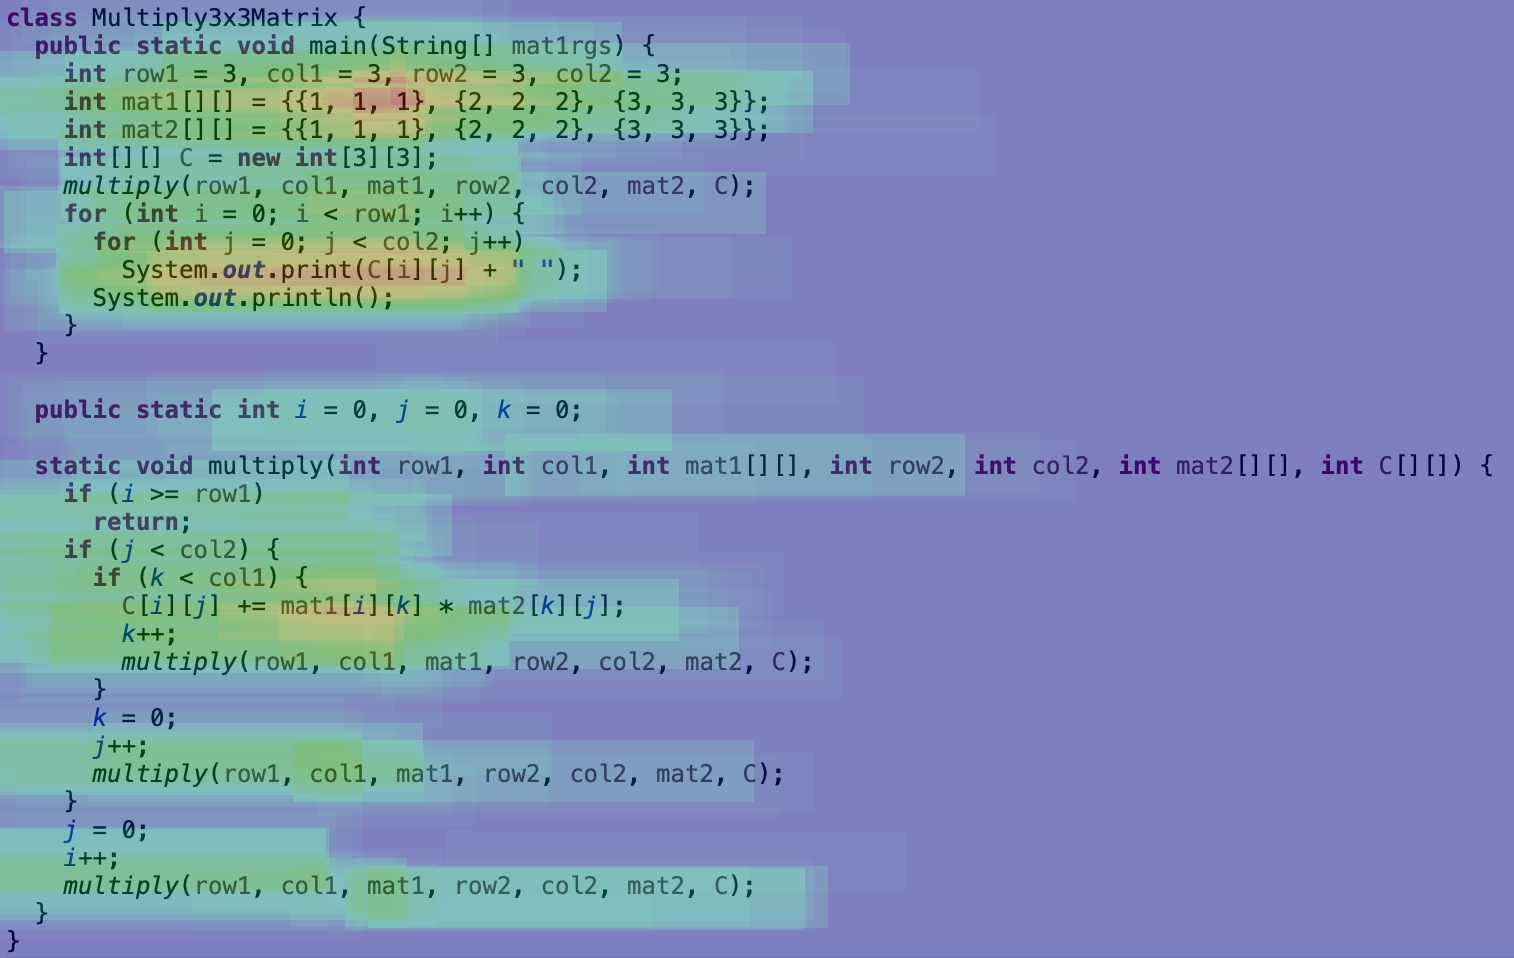 class Multiply3x3Matrix {
  public static void main(String[] mat1rgs) {
    int row1 = 3, col1 = 3, row2 = 3, col2 = 3;
    int mat1[][] = {{1, 1, 1}, {2, 2, 2}, {3, 3, 3}};
    int mat2[][] = {{1, 1, 1}, {2, 2, 2}, {3, 3, 3}};
    int[][] C = new int[3][3];
    multiply(row1, col1, mat1, row2, col2, mat2, C);
    for (int i = 0; i < row1; i++) {
      for (int j = 0; j < col2; j++)
        System.out.print(C[i][j] + " ");
      System.out.println();
    }
  }

  public static int i = 0, j = 0, k = 0;

  static void multiply(int row1, int col1, int mat1[][], int row2, int col2, int mat2[][], int C[][]) {
    if (i >= row1)
      return;
    if (j < col2) {
      if (k < col1) {
        C[i][j] += mat1[i][k] * mat2[k][j];
        k++;
        multiply(row1, col1, mat1, row2, col2, mat2, C);
      }
      k = 0;
      j++;
      multiply(row1, col1, mat1, row2, col2, mat2, C);
    }
    j = 0;
    i++;
    multiply(row1, col1, mat1, row2, col2, mat2, C);
  }
}